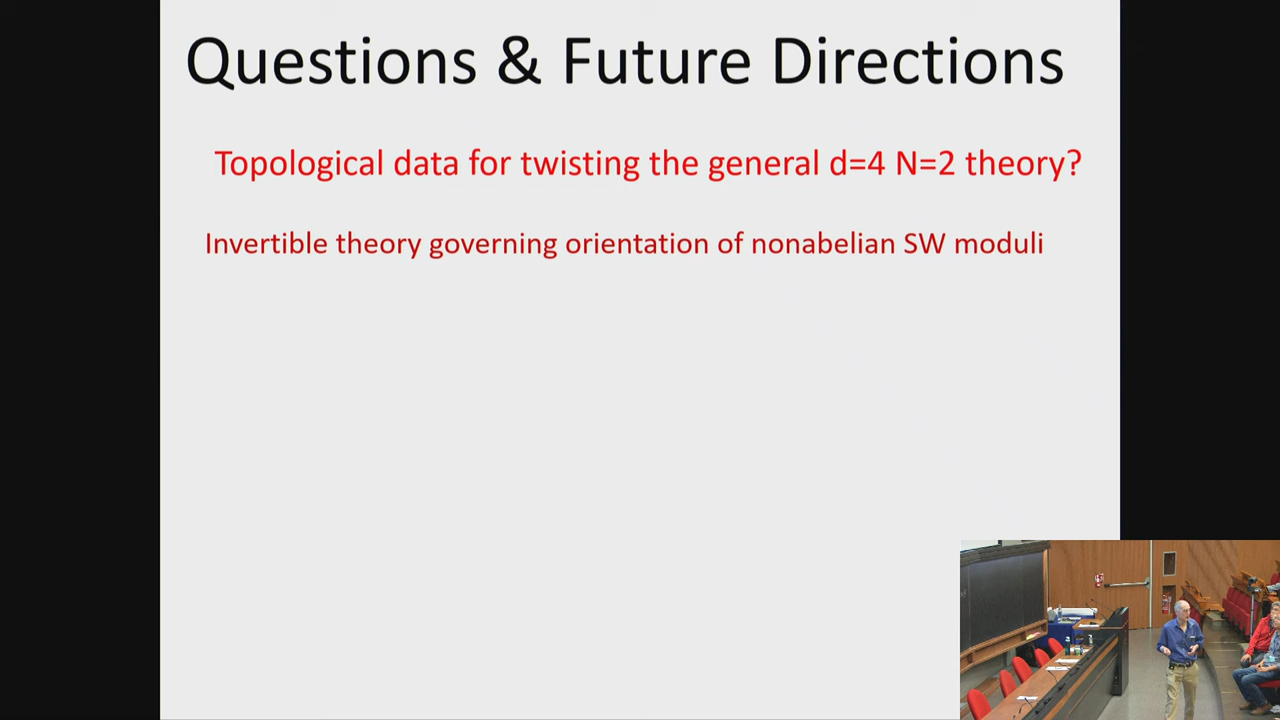 Questions & Future Directions
Topological data for twisting the general d=4 N=2 theory?
Invertible theory governing orientation of nonabelian SW moduli